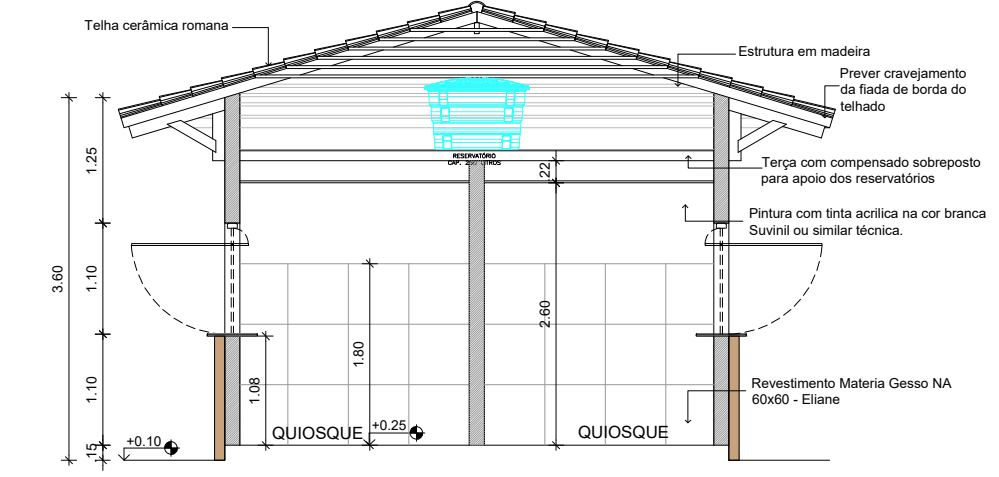 Telha cerâmica romana
Estrutura em madeira
Prever cravejamento
da fiada de borda do
telhado
RESERVATÓRIO
Terça com compensado sobreposto
para apoio dos reservatórios
Pintura com tinta acrilica na cor branca
Suvinil ou similar técnica.
1.25
22
3.60
1.10
2.60
1.80
1.10
1.08
Revestimento Materia Gesso NA
60x60 - Eliane
QUIOSQUE
+0.25
QUIOSQUE
+0.10
15